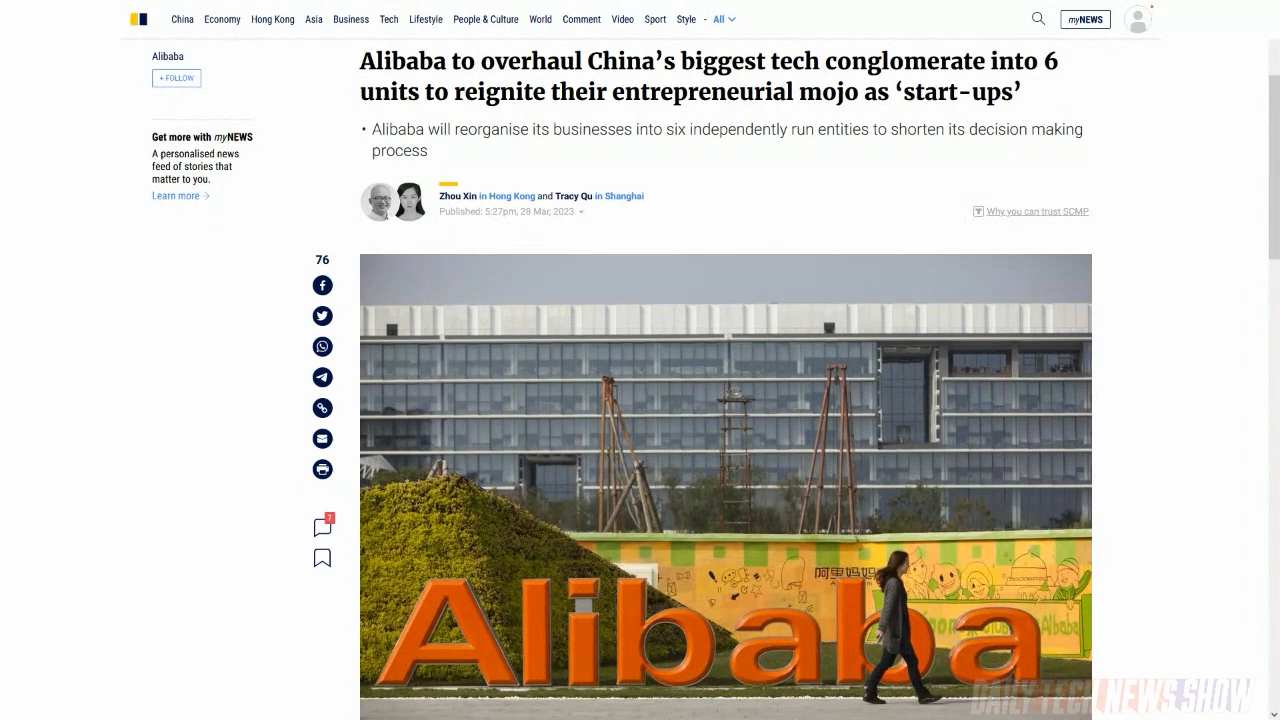 China Economy Hong Kong Asia Business Tech Lifestyle People & Culture World Comment Video Sport Style - All
myNEWS
Alibaba
+ FOLLOW
Get more with myNEWS
A personalised news
feed of stories that
matter to you.
Learn more
Alibaba to overhaul China’s biggest tech conglomerate into 6
units to reignite their entrepreneurial mojo as ‘start-ups’
• Alibaba will reorganise its businesses into six independently run entities to shorten its decision making
process
Zhou Xin in Hong Kong and Tracy Qu in Shanghai
Published: 5:27pm, 28 Mar, 2023
Why you can trust SCMP
76
7
阿里妈妈
Alibaba
Alibaba
DAILY TECH NEWS SHOW